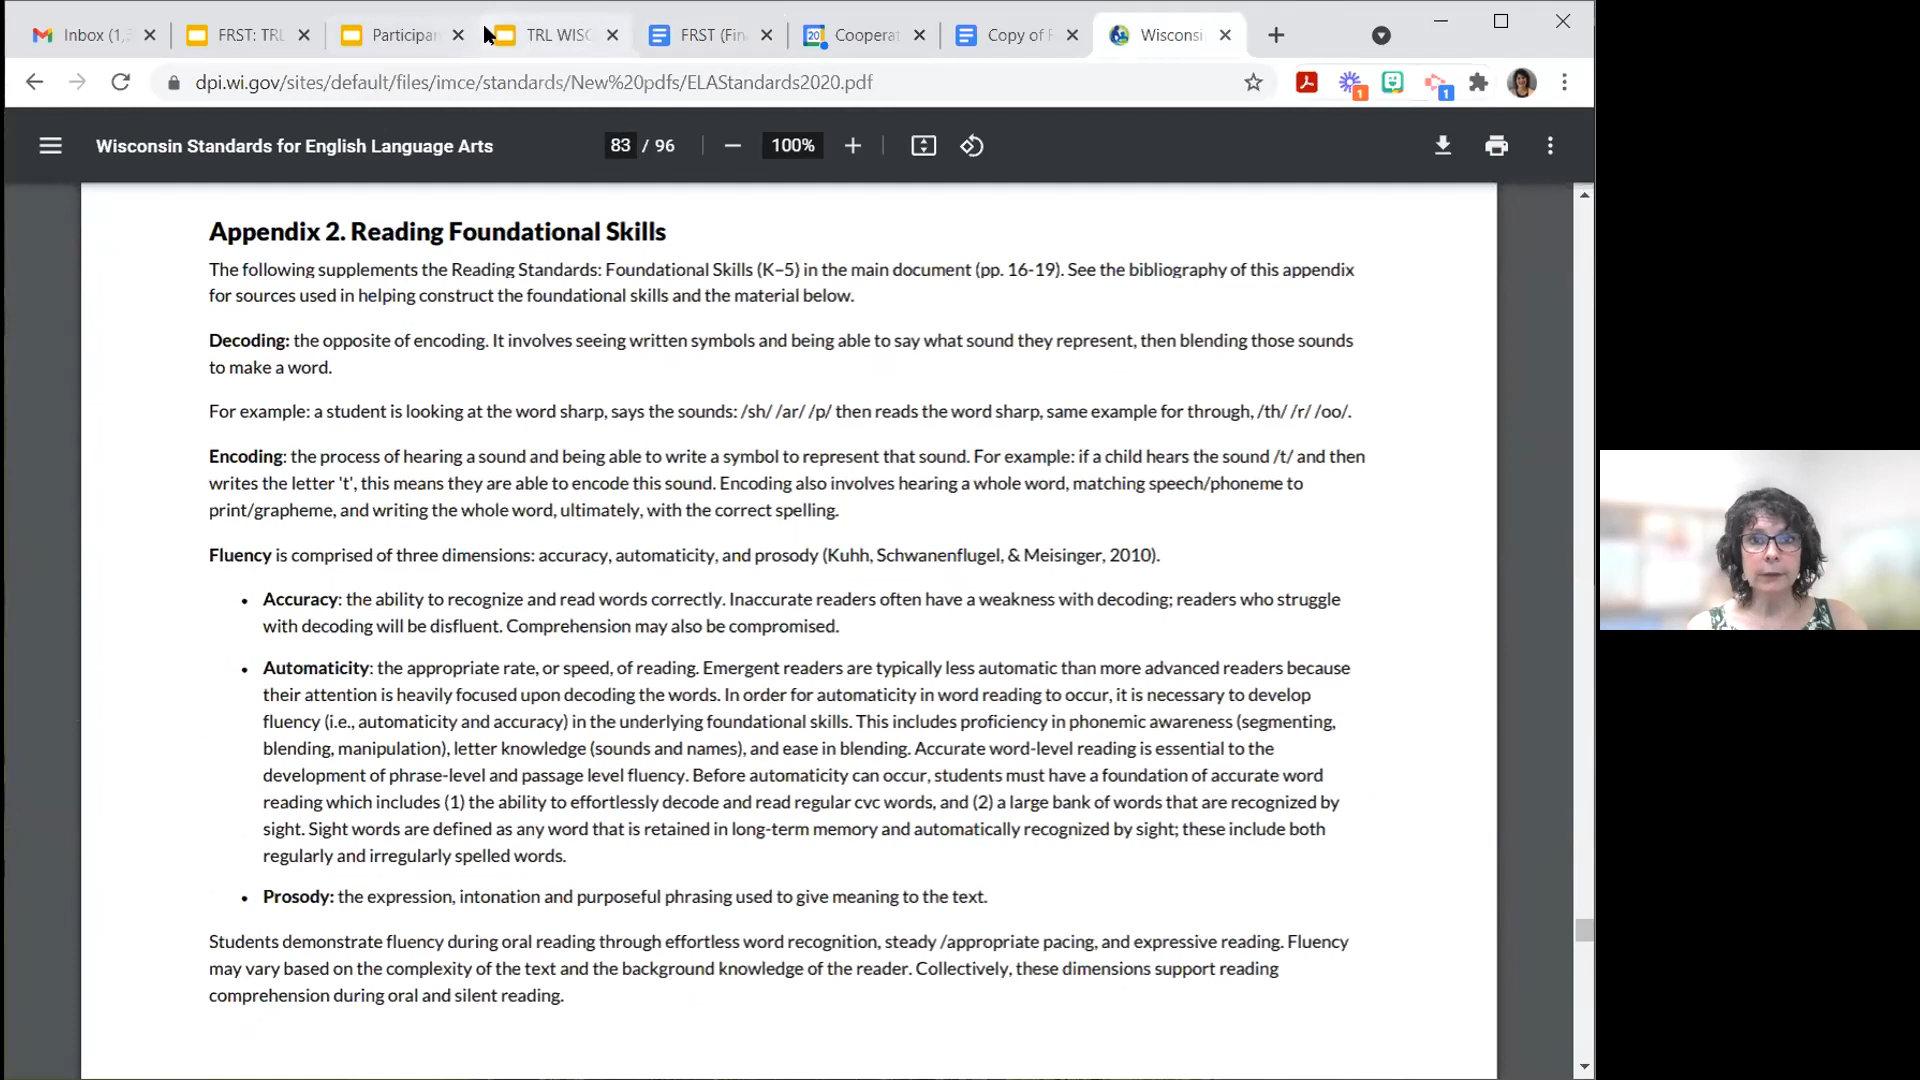 Inbox (1,
FRST: TRL
Participan
TRL WISC
FRST (Fin
20
Cooperat
Copy of F
Wisconsi
dpi.wi.gov/sites/default/files/imce/standards/New%20pdfs/ELAStandards2020.pdf
1
1
Wisconsin Standards for English Language Arts
83 / 96
100%
Appendix 2. Reading Foundational Skills
The following supplements the Reading Standards: Foundational Skills (K–5) in the main document (pp. 16-19). See the bibliography of this appendix
for sources used in helping construct the foundational skills and the material below.
Decoding: the opposite of encoding. It involves seeing written symbols and being able to say what sound they represent, then blending those sounds
to make a word.
For example: a student is looking at the word sharp, says the sounds: /sh/ /ar/ /p/ then reads the word sharp, same example for through, /th/ /r/ /oo/.
Encoding: the process of hearing a sound and being able to write a symbol to represent that sound. For example: if a child hears the sound /t/ and then
writes the letter 't', this means they are able to encode this sound. Encoding also involves hearing a whole word, matching speech/phoneme to
print/grapheme, and writing the whole word, ultimately, with the correct spelling.
Fluency is comprised of three dimensions: accuracy, automaticity, and prosody (Kuhh, Schwanenflugel, & Meisinger, 2010).
• Accuracy: the ability to recognize and read words correctly. Inaccurate readers often have a weakness with decoding; readers who struggle
with decoding will be disfluent. Comprehension may also be compromised.
• Automaticity: the appropriate rate, or speed, of reading. Emergent readers are typically less automatic than more advanced readers because
their attention is heavily focused upon decoding the words. In order for automaticity in word reading to occur, it is necessary to develop
fluency (i.e., automaticity and accuracy) in the underlying foundational skills. This includes proficiency in phonemic awareness (segmenting,
blending, manipulation), letter knowledge (sounds and names), and ease in blending. Accurate word-level reading is essential to the
development of phrase-level and passage level fluency. Before automaticity can occur, students must have a foundation of accurate word
reading which includes (1) the ability to effortlessly decode and read regular cvc words, and (2) a large bank of words that are recognized by
sight. Sight words are defined as any word that is retained in long-term memory and automatically recognized by sight; these include both
regularly and irregularly spelled words.
• Prosody: the expression, intonation and purposeful phrasing used to give meaning to the text.
Students demonstrate fluency during oral reading through effortless word recognition, steady /appropriate pacing, and expressive reading. Fluency
may vary based on the complexity of the text and the background knowledge of the reader. Collectively, these dimensions support reading
comprehension during oral and silent reading.